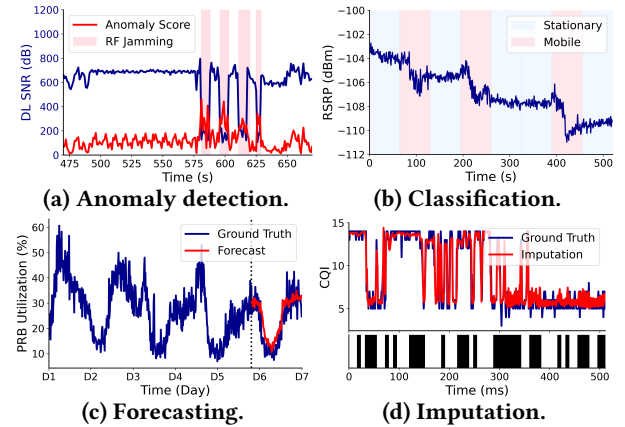 1200
1000
800
600
400
200
0
DL SNR (dB)
Anomaly Score
RF Jamming
475
500
525
550
575
600
625
650
Time (s)
(a) Anomaly detection.
−100
−102
−104
−106
−108
−110
−112
RSRP (dBm)
Stationary
Mobile
0
100
200
300
400
500
Time (s)
(b) Classification.
60
50
40
30
20
10
PRB Utilization (%)
Ground Truth
Forecast
D1
D2
D3
D4
D5
D6
D7
Time (Day)
(c) Forecasting.
15
10
5
CQI
Ground Truth
Imputation
0
100
200
300
400
500
Time (ms)
(d) Imputation.